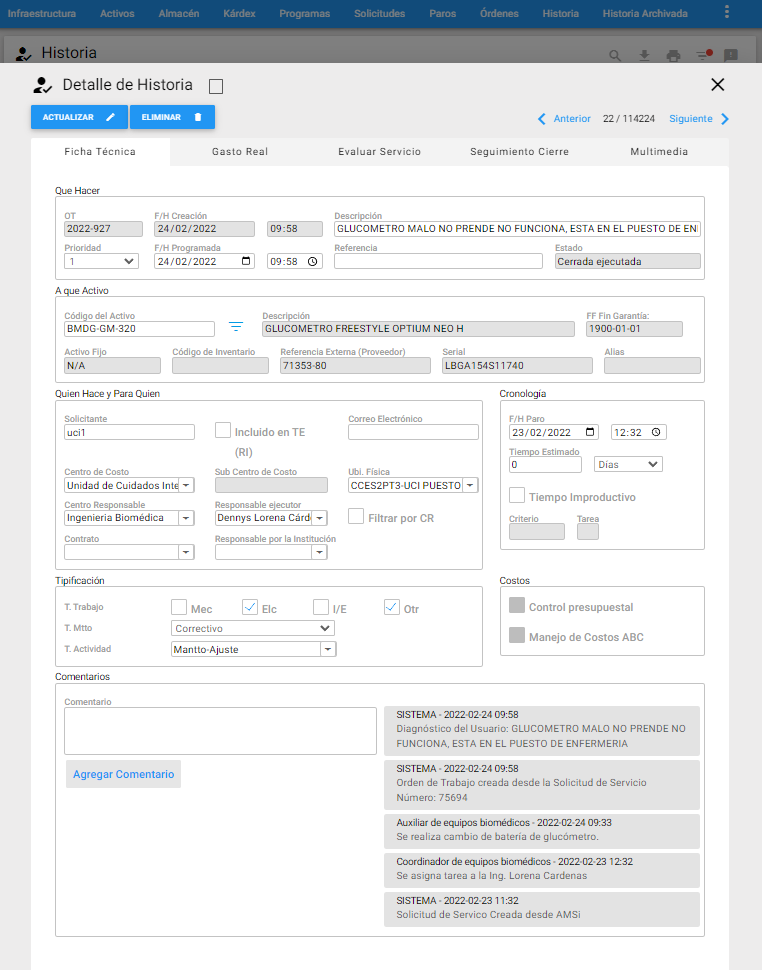 Infraestructura Activos Almacén Kárdex Programas Solicitudes Paros Órdenes Historia Historia Archivada
Historia
Detalle de Historia
ACTUALIZAR ELIMINAR Anterior 22 / 114224 Siguiente
Ficha Técnica Gasto Real Evaluar Servicio Seguimiento Cierre Multimedia
Que Hacer
OT F/H Creación Descripción
2022-927 24/02/2022 09:58 GLUCOMETRO MALO NO PRENDE NO FUNCIONA, ESTA EN EL PUESTO DE EN
Prioridad F/H Programada Referencia Estado
1 24/02/2022 09:58 Cerrada ejecutada
A que Activo
Código del Activo Descripción FF Fin Garantía:
BMDG-GM-320 GLUCOMETRO FREESTYLE OPTIUM NEO H 1900-01-01
Activo Fijo Código de Inventario Referencia Externa (Proveedor) Serial Alias
N/A 71353-80 LBGA154S11740
Quien Hace y Para Quien
Solicitante Correo Electrónico
uci1 Incluido en TE
(RI)
Centro de Costo Sub Centro de Costo Ubi. Física
Unidad de Cuidados Inte CCES2PT3-UCI PUESTO
Centro Responsable Responsable ejecutor
Ingenieria Biomédica Dennys Lorena Cárd Filtrar por CR
Contrato Responsable por la Institución
Cronología
F/H Paro
23/02/2022 12:32
Tiempo Estimado
0 Días
Tiempo Improductivo
Criterio Tarea
Tipificación
T. Trabajo Mec Elc I/E Otr
T. Mtto Correctivo
T. Actividad Mantto-Ajuste
Costos
Control presupuestal
Manejo de Costos ABC
Comentarios
Comentario
Agregar Comentario
SISTEMA - 2022-02-24 09:58
Diagnóstico del Usuario: GLUCOMETRO MALO NO PRENDE NO
FUNCIONA, ESTA EN EL PUESTO DE ENFERMERIA
SISTEMA - 2022-02-24 09:58
Orden de Trabajo creada desde la Solicitud de Servicio
Número: 75694
Auxiliar de equipos biomédicos - 2022-02-24 09:33
Se realiza cambio de batería de glucómetro.
Coordinador de equipos biomédicos - 2022-02-23 12:32
Se asigna tarea a la Ing. Lorena Cardenas
SISTEMA - 2022-02-23 11:32
Solicitud de Servico Creada desde AMSi